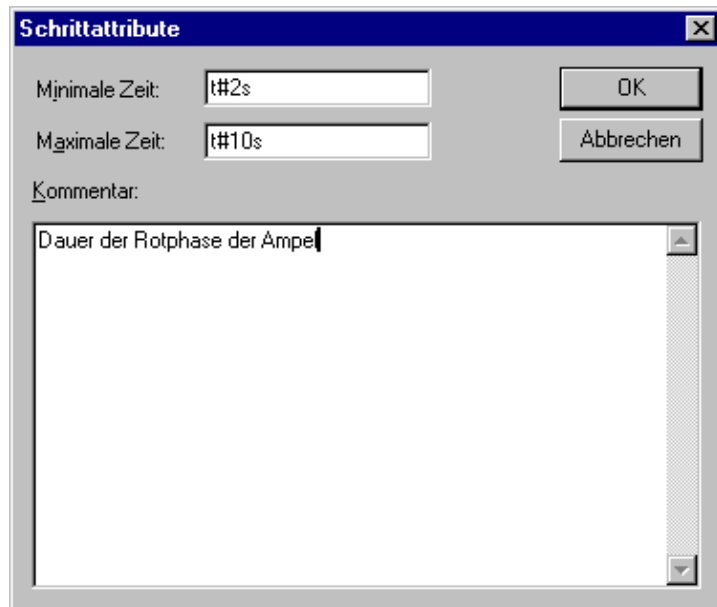 Schrittattribute
Minimale Zeit: t#2s OK
Maximale Zeit: t#10s Abbrechen
Kommentar:
Dauer der Rotphase der Ampel